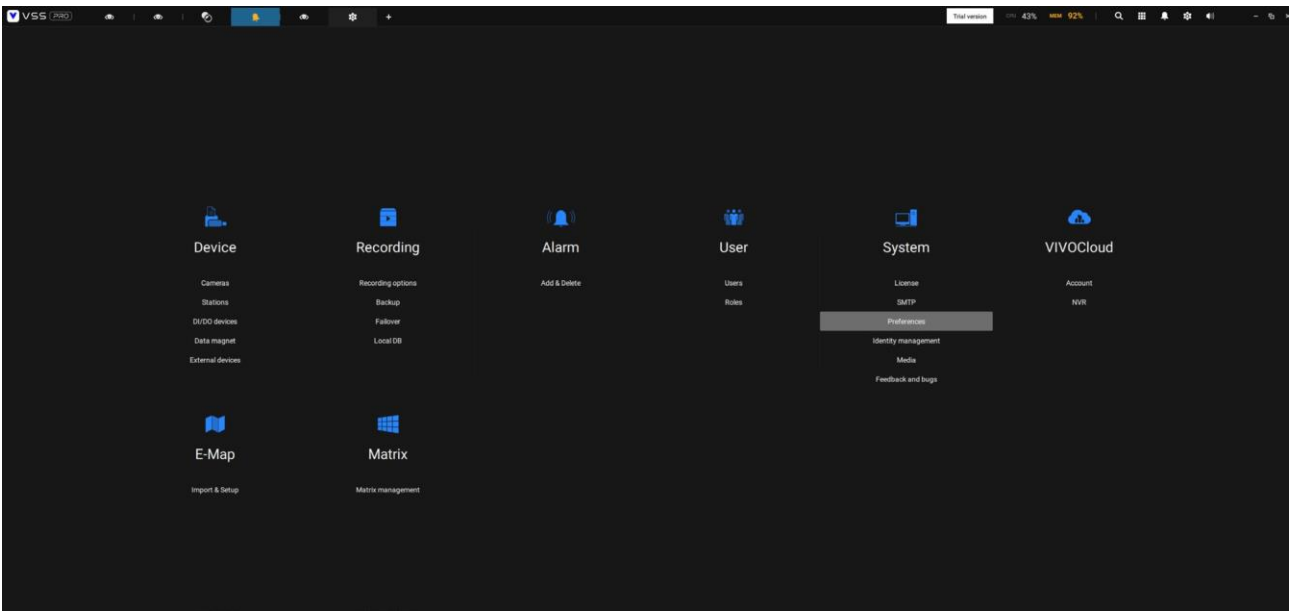 VSS PRO
Trial version CPU 43% MEM 92%
Device
Cameras
Stations
DI/DO devices
Data magnet
External devices
Recording
Recording options
Backup
Failover
Local DB
Alarm
Add & Delete
User
Users
Roles
System
License
SMTP
Preferences
Identity management
Media
Feedback and bugs
VIVOCloud
Account
NVR
E-Map
Import & Setup
Matrix
Matrix management